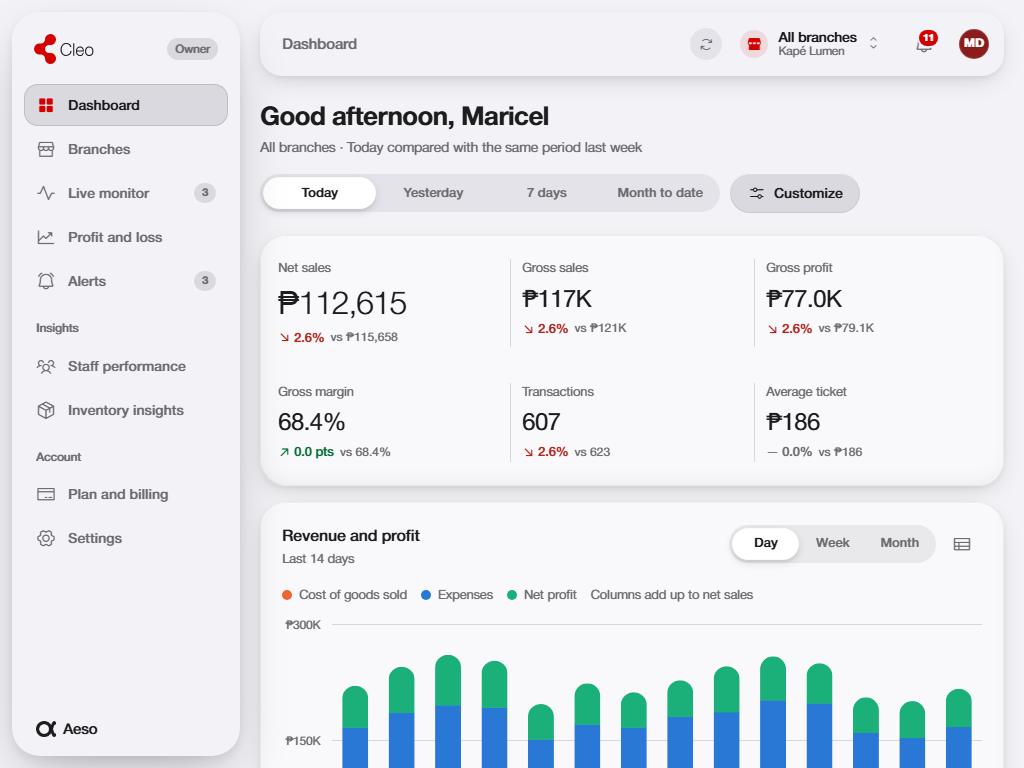 Cleo
Owner
Dashboard
Branches
Live monitor 3
Profit and loss
Alerts 3
Insights
Staff performance
Inventory insights
Account
Plan and billing
Settings
Aeso
Dashboard
All branches
Kapé Lumen
11
MD
Good afternoon, Maricel
All branches · Today compared with the same period last week
Today Yesterday 7 days Month to date Customize
Net sales
₱112,615
↘ 2.6% vs ₱115,658
Gross sales
₱117K
↘ 2.6% vs ₱121K
Gross profit
₱77.0K
↘ 2.6% vs ₱79.1K
Gross margin
68.4%
↗ 0.0 pts vs 68.4%
Transactions
607
↘ 2.6% vs 623
Average ticket
₱186
— 0.0% vs ₱186
Revenue and profit
Last 14 days
Day Week Month
Cost of goods sold Expenses Net profit Columns add up to net sales
₱300K
₱150K